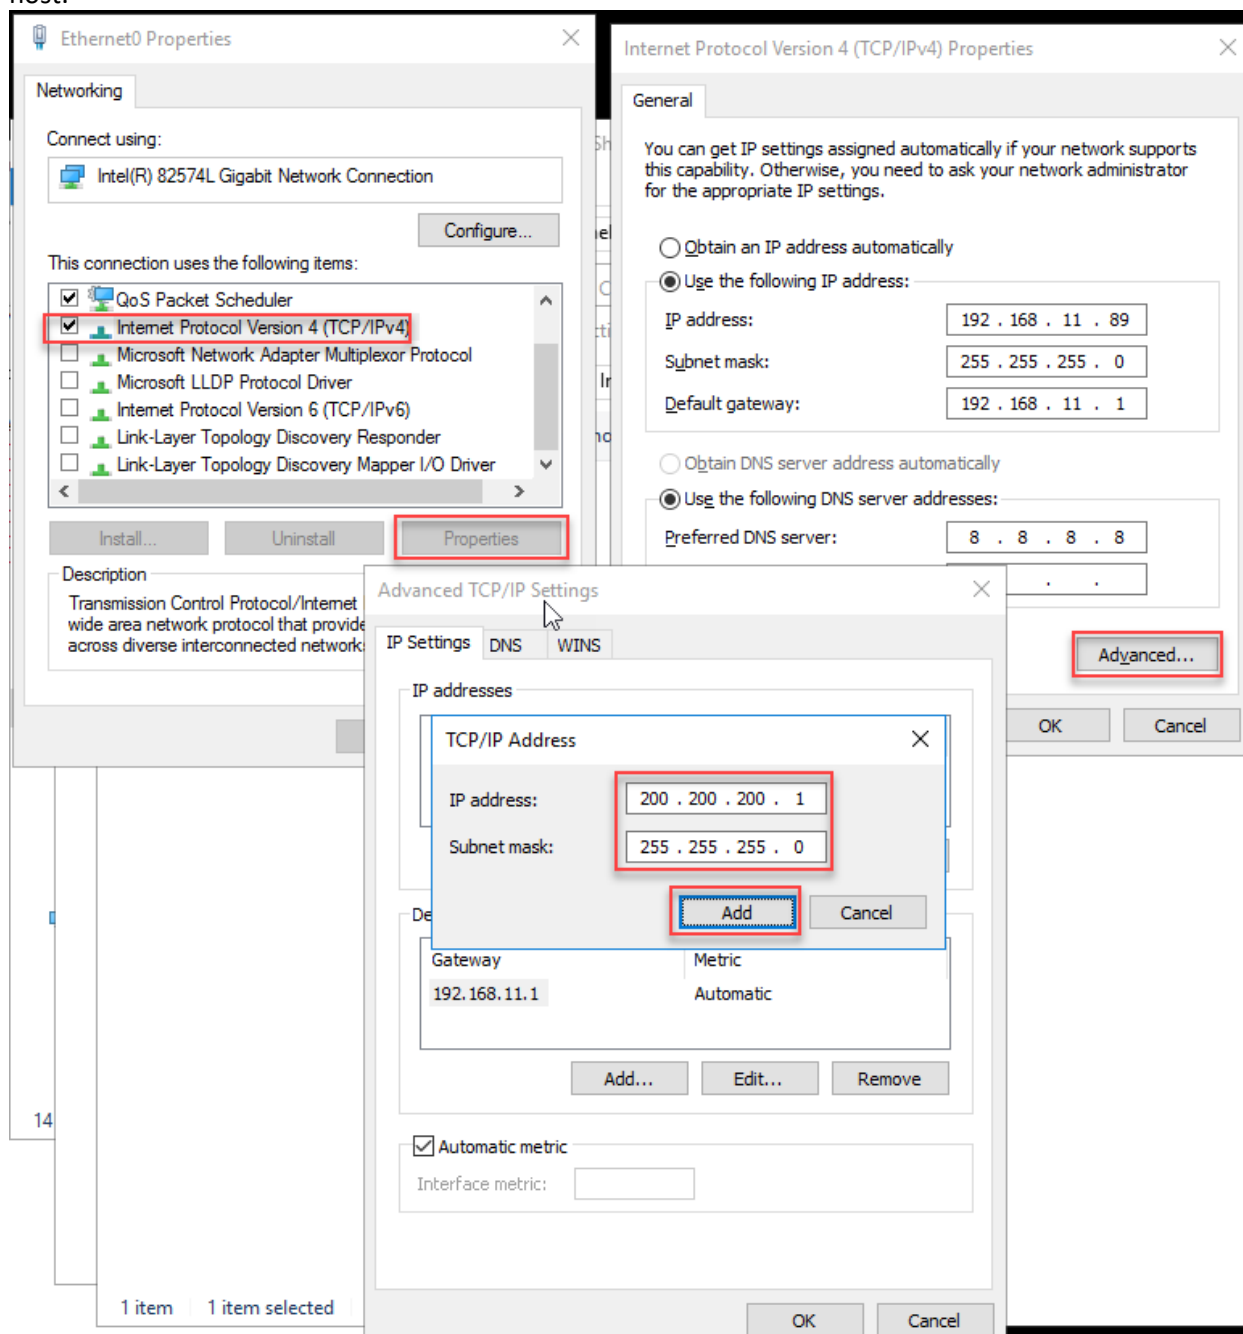 host.
Ethernet0 Properties
Networking
Connect using:
Intel(R) 82574L Gigabit Network Connection
Configure...
This connection uses the following items:
QoS Packet Scheduler
Internet Protocol Version 4 (TCP/IPv4)
Microsoft Network Adapter Multiplexor Protocol
Microsoft LLDP Protocol Driver
Internet Protocol Version 6 (TCP/IPv6)
Link-Layer Topology Discovery Responder
Link-Layer Topology Discovery Mapper I/O Driver
Install...
Uninstall
Properties
Description
Transmission Control Protocol/Internet
wide area network protocol that provide
across diverse interconnected network
Internet Protocol Version 4 (TCP/IPv4) Properties
General
You can get IP settings assigned automatically if your network supports
this capability. Otherwise, you need to ask your network administrator
for the appropriate IP settings.
Obtain an IP address automatically
Use the following IP address:
IP address: 192 . 168 . 11 . 89
Subnet mask: 255 . 255 . 255 . 0
Default gateway: 192 . 168 . 11 . 1
Obtain DNS server address automatically
Use the following DNS server addresses:
Preferred DNS server: 8 . 8 . 8 . 8
. .
Advanced...
OK
Cancel
Advanced TCP/IP Settings
IP Settings
DNS
WINS
IP addresses
TCP/IP Address
IP address: 200 . 200 . 200 . 1
Subnet mask: 255 . 255 . 255 . 0
Add
Cancel
De
Gateway Metric
192.168.11.1 Automatic
Add...
Edit...
Remove
Automatic metric
Interface metric:
OK
Cancel
14
1 item 1 item selected